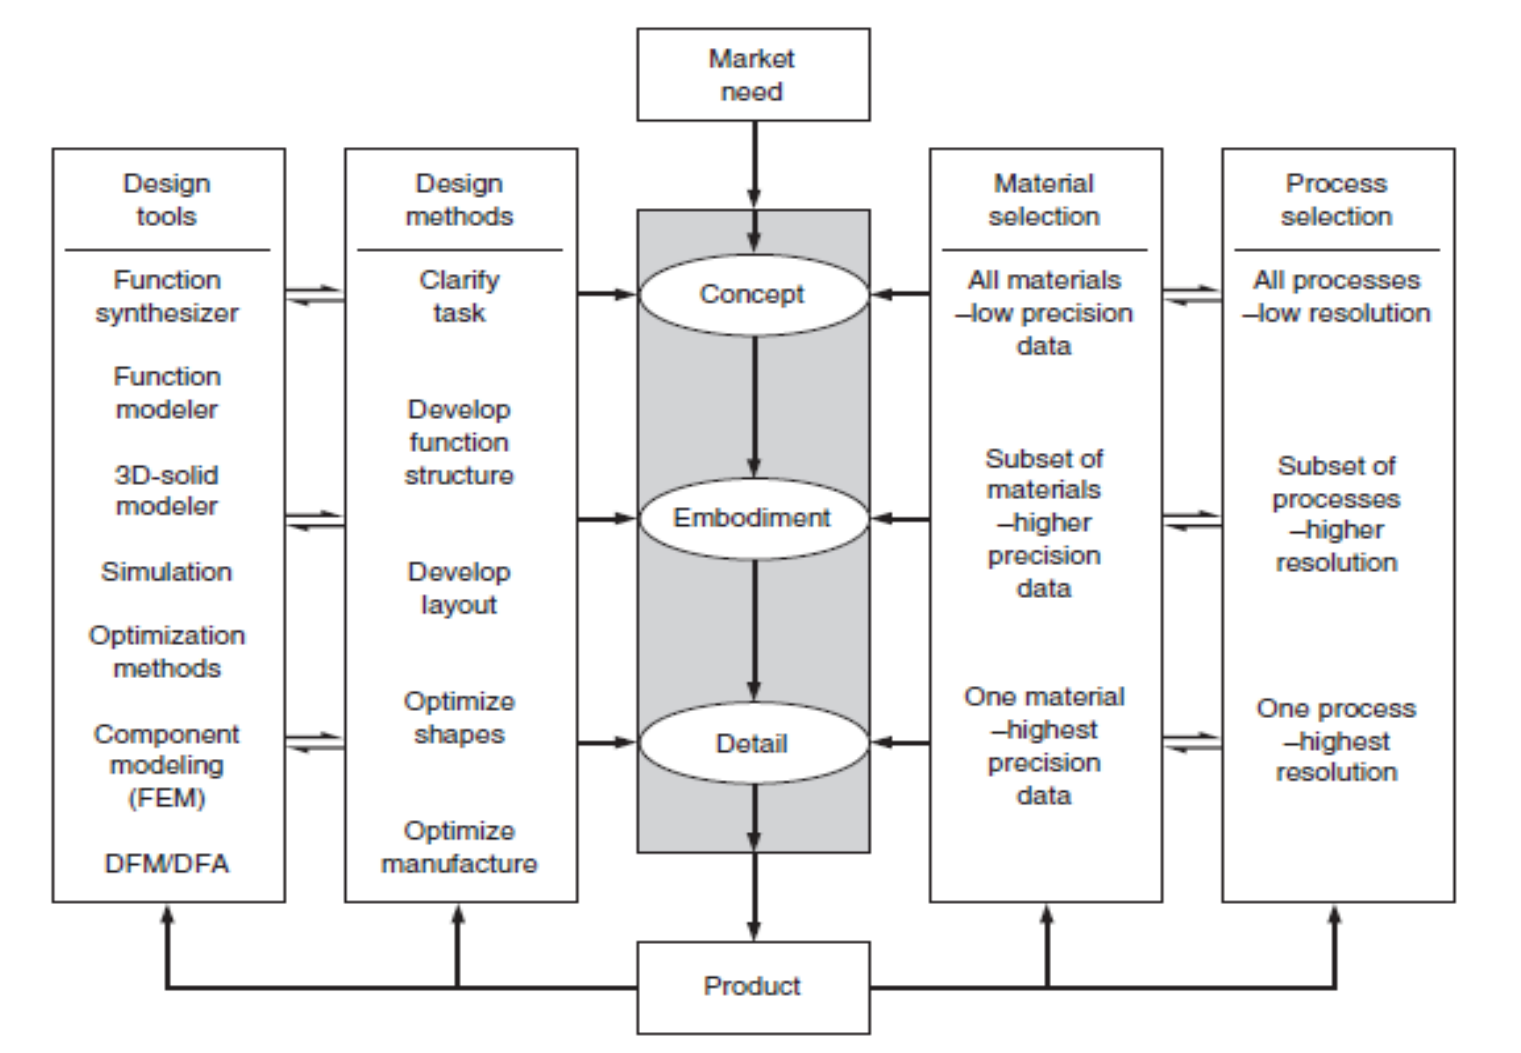 Market
need
Design
tools
Function
synthesizer
Function
modeler
3D-solid
modeler
Simulation
Optimization
methods
Component
modeling
(FEM)
DFM/DFA
Design
methods
Clarify
task
Develop
function
structure
Develop
layout
Optimize
shapes
Optimize
manufacture
Concept
Embodiment
Detail
Material
selection
All materials
–low precision
data
Subset of
materials
–higher
precision
data
One material
–highest
precision
data
Process
selection
All processes
–low resolution
Subset of
processes
–higher
resolution
One process
–highest
resolution
Product